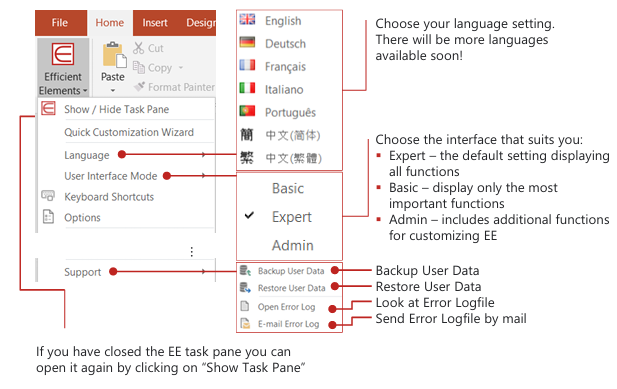 File
Home
Insert
Design
Efficient
Elements
Paste
Cut
Copy
Format Painter
Show / Hide Task Pane
Quick Customization Wizard
Language
User Interface Mode
Keyboard Shortcuts
Options
Support
English
Deutsch
Français
Italiano
Português
簡 中文(简体)
繁 中文(繁體)
Basic
Expert
Admin
Backup User Data
Restore User Data
Open Error Log
E-mail Error Log
Choose your language setting.
There will be more languages
available soon!
Choose the interface that suits you:
▪ Expert – the default setting displaying
all functions
▪ Basic – display only the most
important functions
▪ Admin – includes additional functions
for customizing EE
Backup User Data
Restore User Data
Look at Error Logfile
Send Error Logfile by mail
If you have closed the EE task pane you can
open it again by clicking on “Show Task Pane”